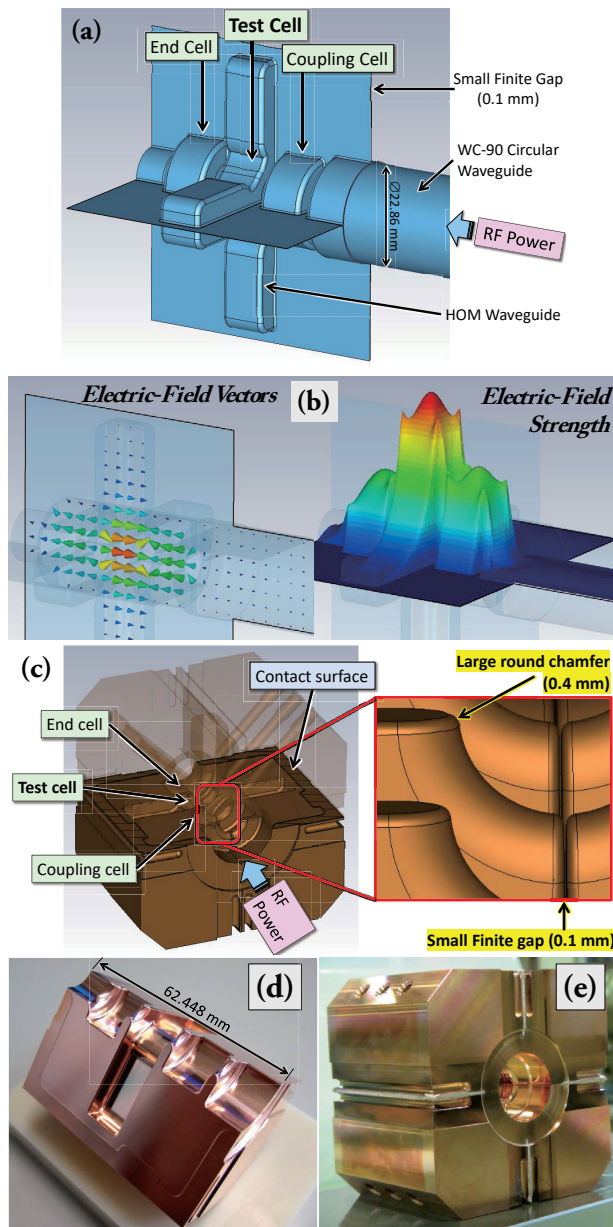 (a)
Test Cell
End Cell
Coupling Cell
Small Finite Gap
(0.1 mm)
WC-90 Circular
Waveguide
∅22.86 mm
RF Power
HOM Waveguide
Electric-Field Vectors
(b)
Electric-Field
Strength
(c)
Contact surface
End cell
Test cell
Coupling cell
RF
Power
Large round chamfer
(0.4 mm)
Small Finite gap (0.1 mm)
62.448 mm
(d)
(e)